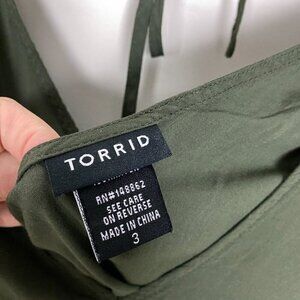 TORRID
RN#148862
SEE CARE
ON REVERSE
MADE IN CHINA
3